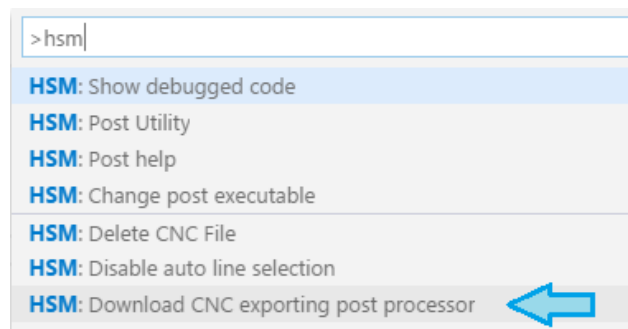 >hsm
HSM: Show debugged code
HSM: Post Utility
HSM: Post help
HSM: Change post executable
HSM: Delete CNC File
HSM: Disable auto line selection
HSM: Download CNC exporting post processor